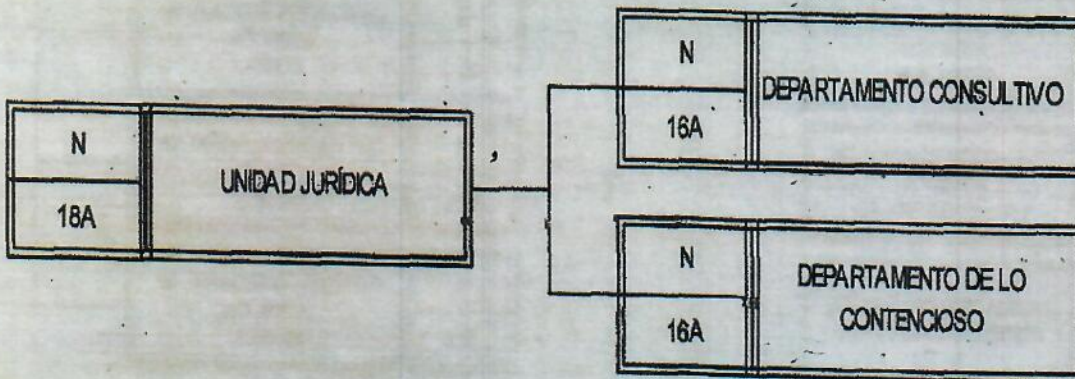 N
18A
UNIDAD JURÍDICA
N
16A
DEPARTAMENTO CONSULTIVO
N
16A
DEPARTAMENTO DE LO
CONTENCIOSO